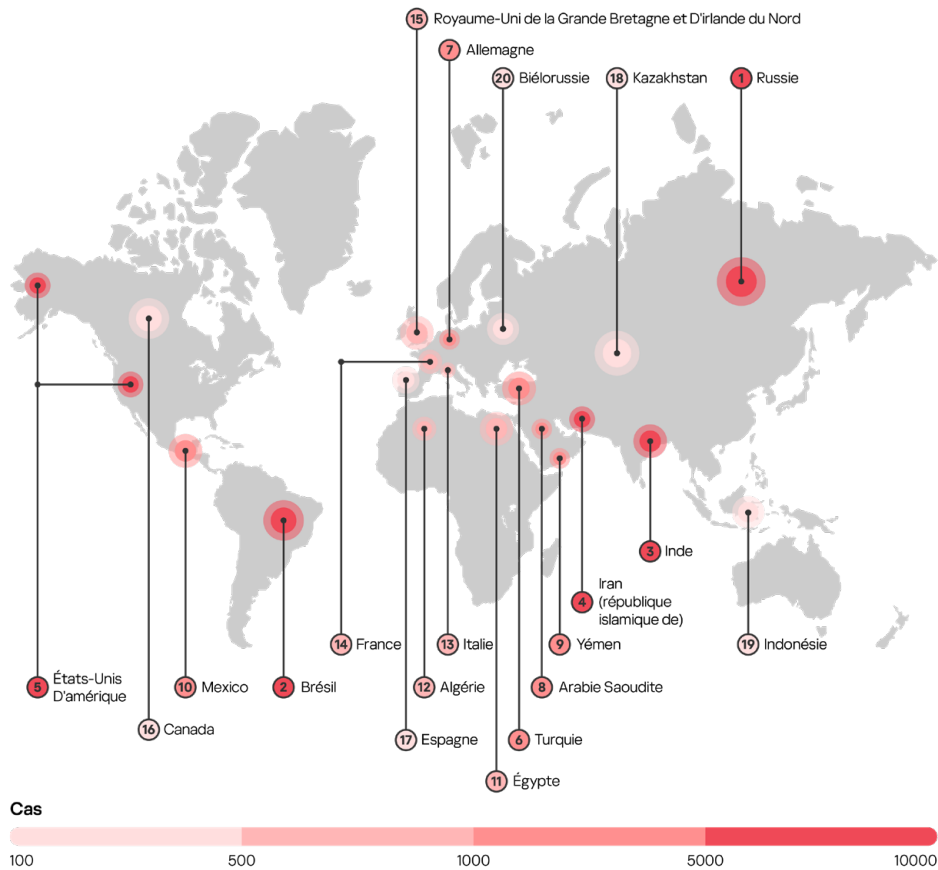 15 Royaume-Uni de la Grande Bretagne et D'irlande du Nord
7 Allemagne
20 Biélorussie
18 Kazakhstan
1 Russie
3 Inde
4 Iran
(république
islamique de)
14 France
13 Italie
9 Yémen
19 Indonésie
5 États-Unis
D'amérique
10 Mexico
2 Brésil
12 Algérie
8 Arabie Saoudite
16 Canada
17 Espagne
6 Turquie
11 Égypte
Cas
100 500 1000 5000 10000